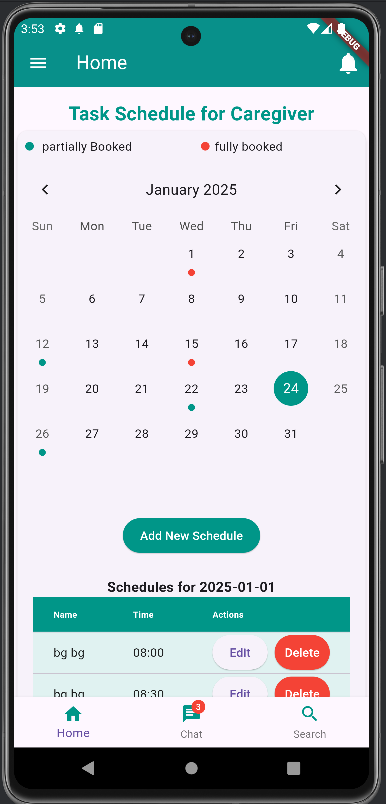 3:53
DEBUG
Home
Task Schedule for Caregiver
partially Booked fully booked
January 2025
Sun Mon Tue Wed Thu Fri Sat
1 2 3 4
5 6 7 8 9 10 11
12 13 14 15 16 17 18
19 20 21 22 23 24 25
26 27 28 29 30 31
Add New Schedule
Schedules for 2025-01-01
Name Time Actions
bg bg 08:00 Edit Delete
bg bg 08:30 Edit Delete
3
Home Chat Search